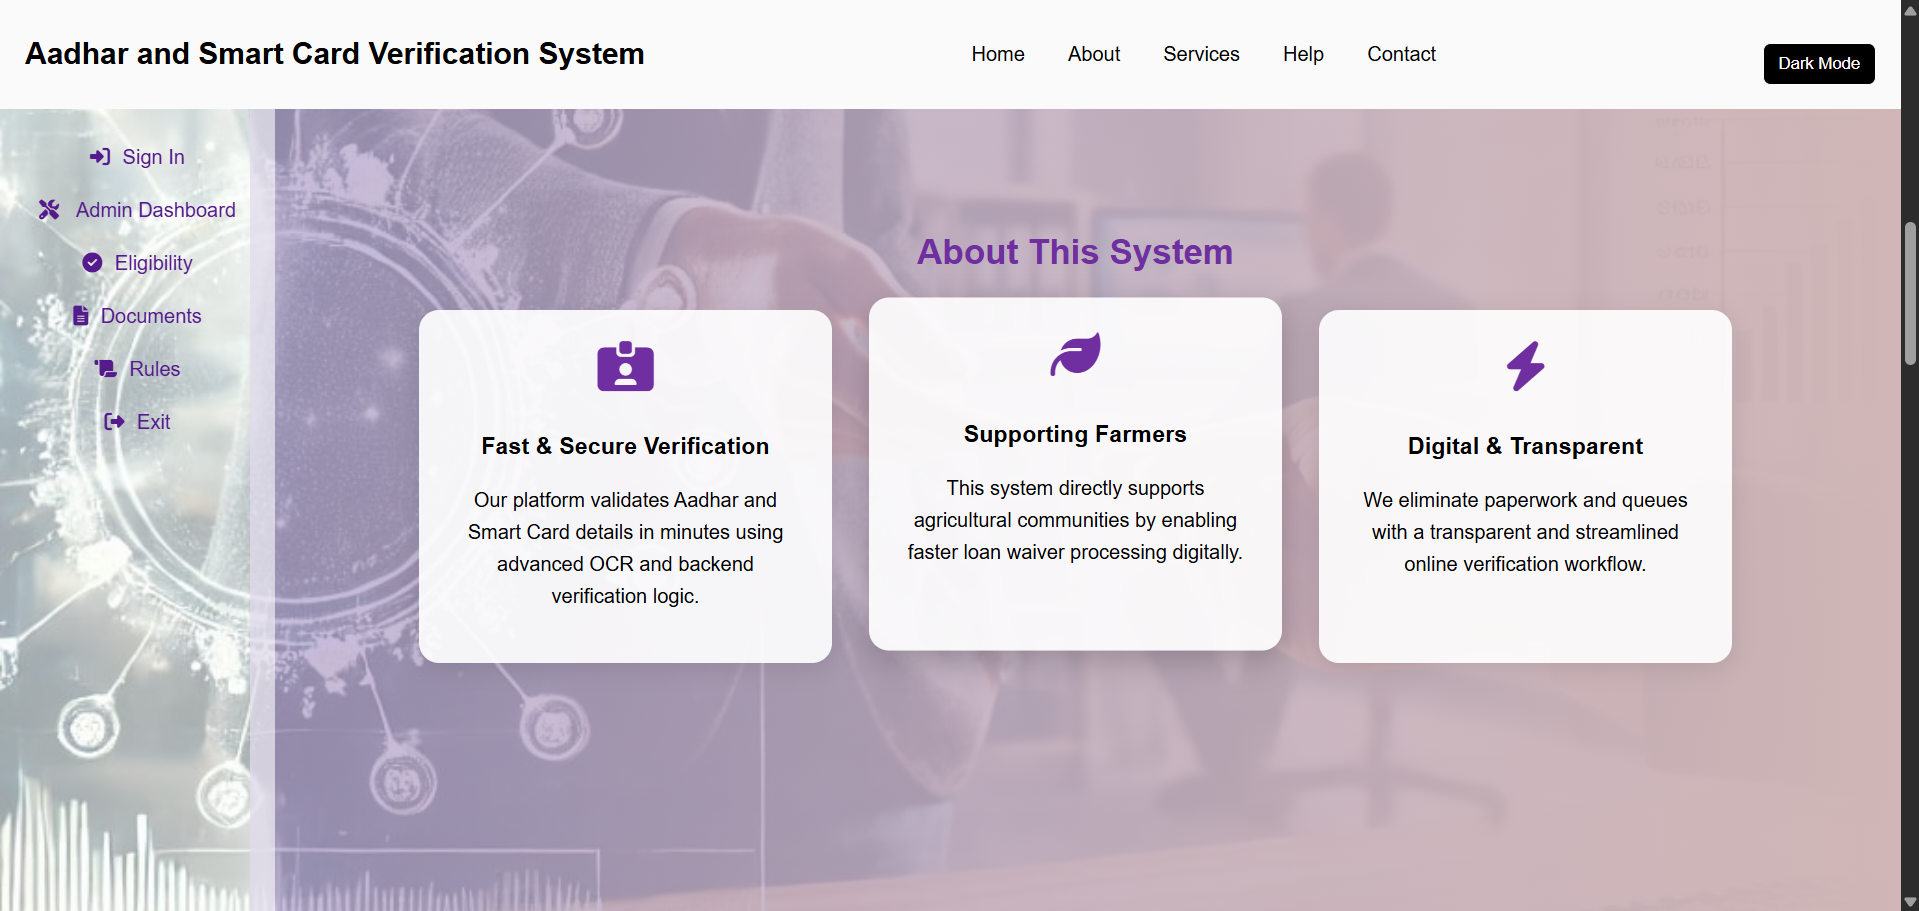 Aadhar and Smart Card Verification System
Home
About
Services
Help
Contact
Dark Mode
Sign In
Admin Dashboard
Eligibility
Documents
Rules
Exit
About This System
Fast & Secure Verification
Our platform validates Aadhar and
Smart Card details in minutes using
advanced OCR and backend
verification logic.
Supporting Farmers
This system directly supports
agricultural communities by enabling
faster loan waiver processing digitally.
Digital & Transparent
We eliminate paperwork and queues
with a transparent and streamlined
online verification workflow.